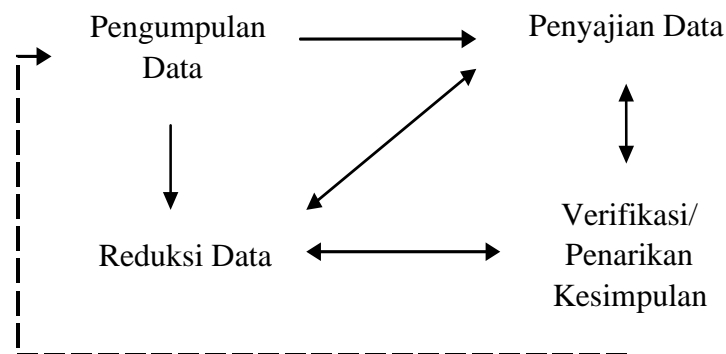 Pengumpulan
Data
Penyajian Data
Reduksi Data
Verifikasi/
Penarikan
Kesimpulan